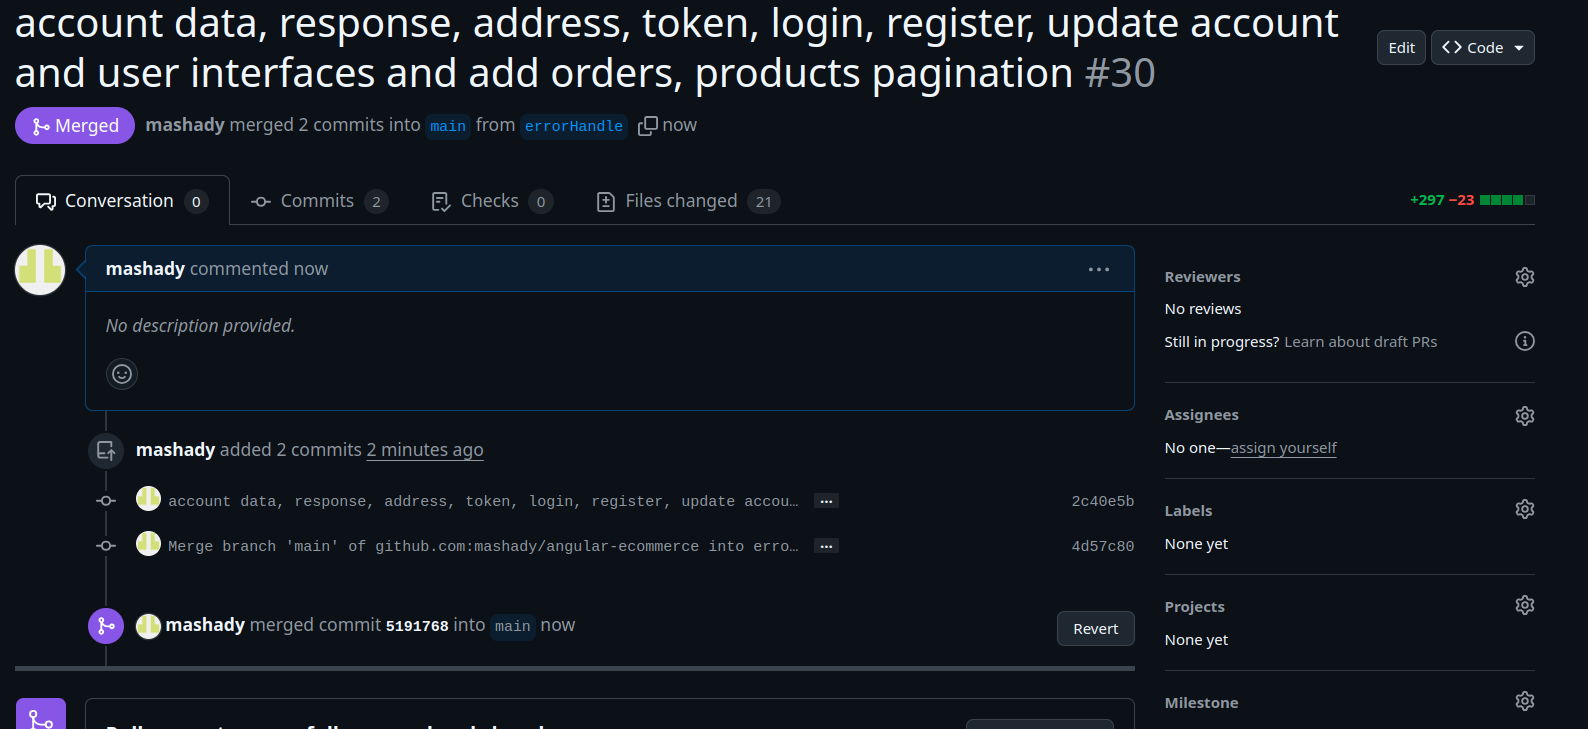 account data, response, address, token, login, register, update account
and user interfaces and add orders, products pagination #30
Edit
<> Code
Merged
mashady merged 2 commits into main from errorHandle now
Conversation 0
Commits 2
Checks 0
Files changed 21
+297 −23
mashady commented now
No description provided.
mashady added 2 commits 2 minutes ago
account data, response, address, token, login, register, update accou… ...
2c40e5b
Merge branch 'main' of github.com:mashady/angular-ecommerce into erro… ...
4d57c80
mashady merged commit 5191768 into main now
Revert
Reviewers
No reviews
Still in progress? Learn about draft PRs
Assignees
No one—assign yourself
Labels
None yet
Projects
None yet
Milestone